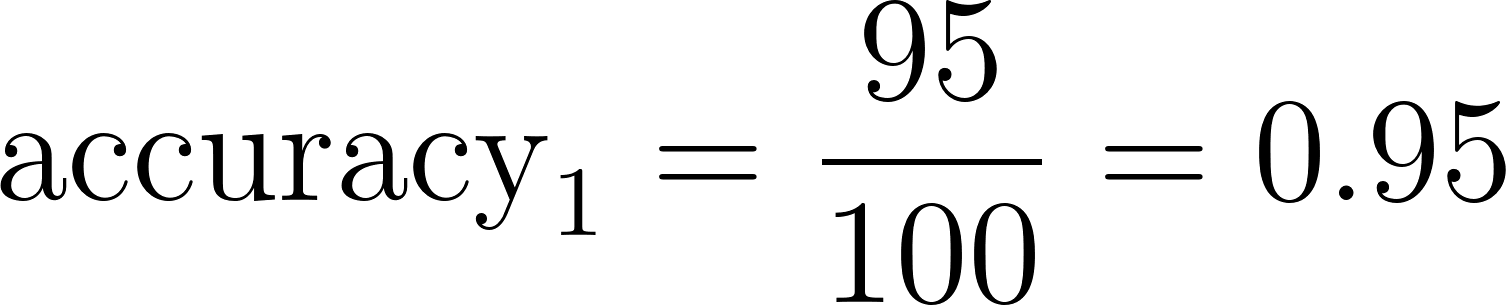 accuracy₁ = 95/100 = 0.95